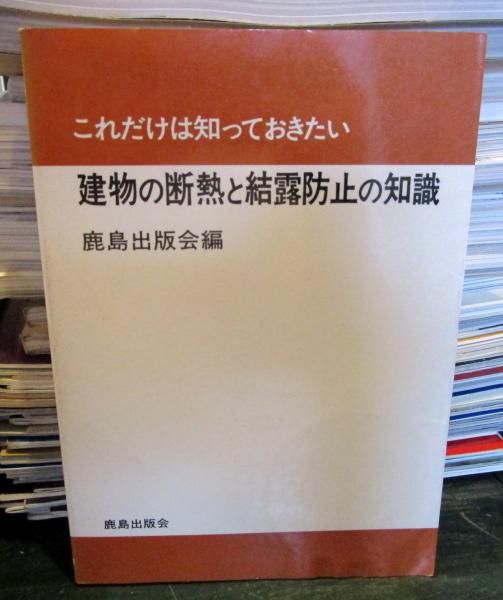 これだけは知っておきたい
建物の断熱と結露防止の知識
鹿島出版会編
鹿島出版会